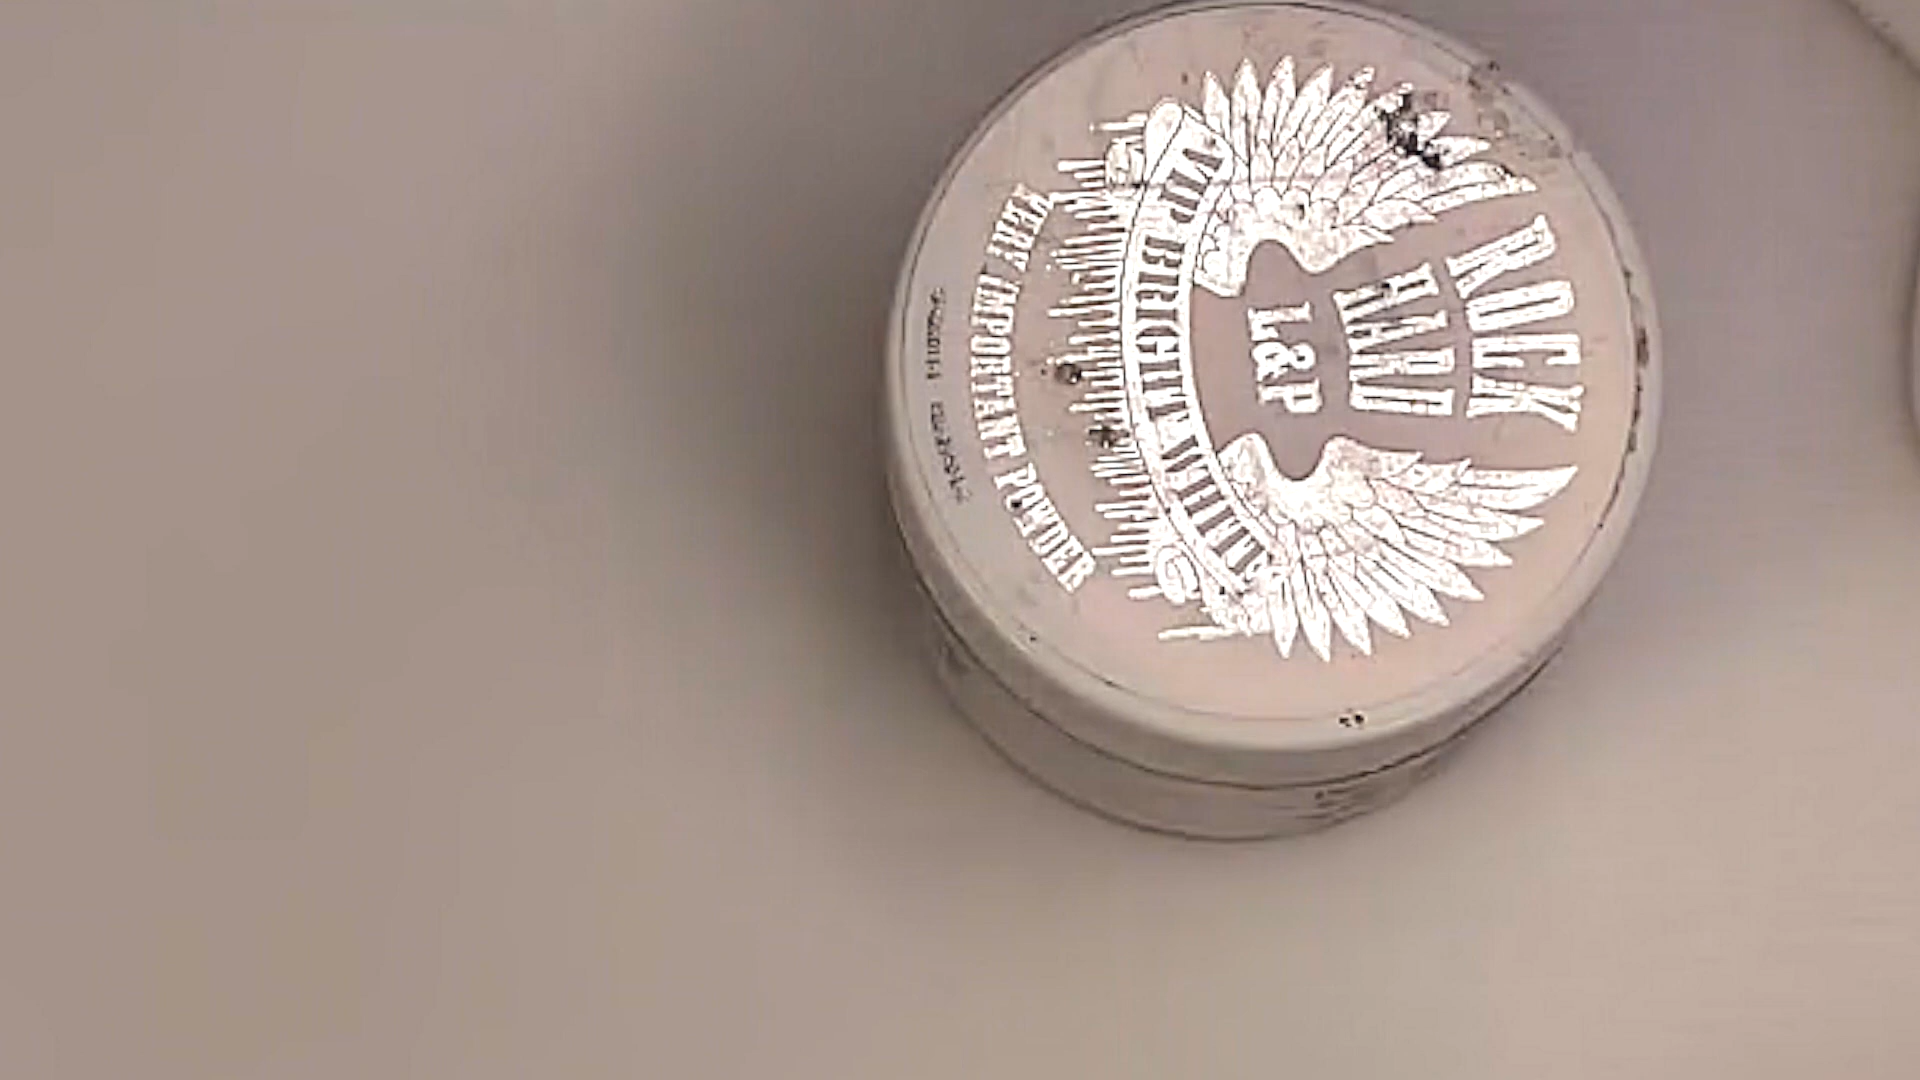 ROCK
HARD
L&P
VIP BRIGHT WHITE
VERY IMPORTANT POWDER